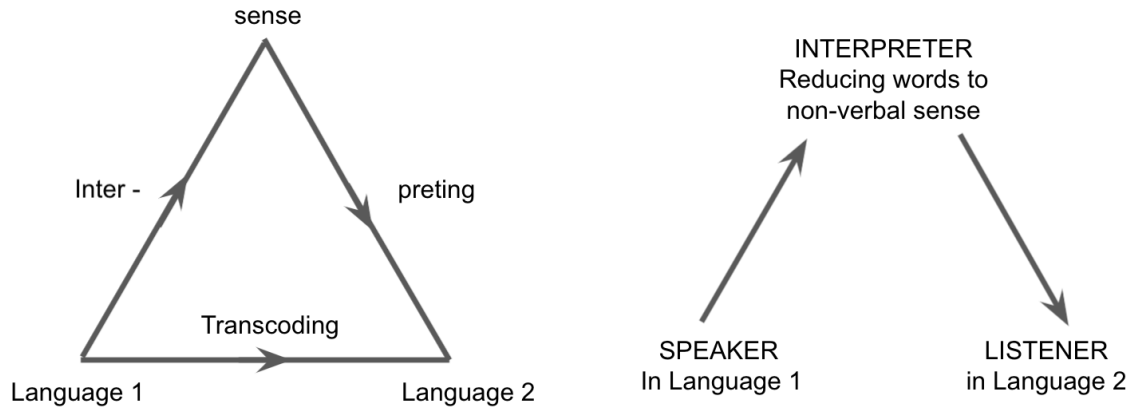 sense
Inter -
preting
Transcoding
Language 1
Language 2
INTERPRETER
Reducing words to
non-verbal sense
SPEAKER
In Language 1
LISTENER
in Language 2